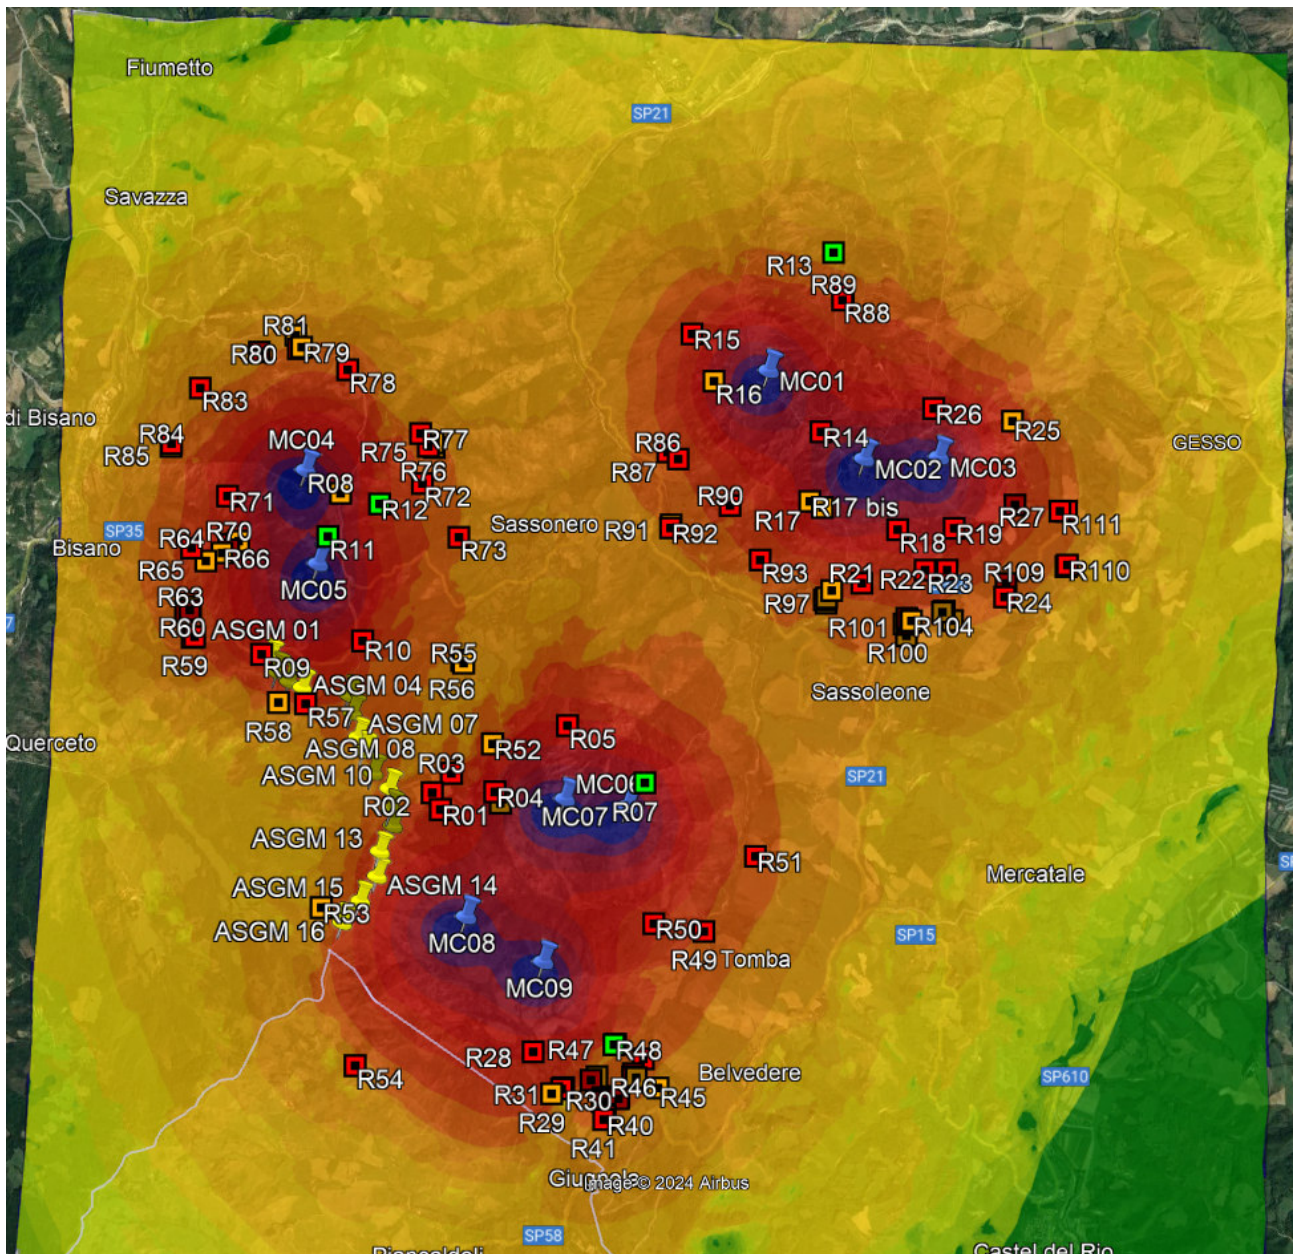 Fiumetto
SP21
Savazza
R13
R89
R88
R81
R15
R80
R79
R78
MC01
R16
R83
R26
di Bisano
R25
R84
MC04
R77
R86
R14
GESSO
R85
R75
R87
MC02
MC03
R76
R08
R71
R72
R90
R12
R17 bis
R17
R27
R111
Sassonero
R91
R92
SP35
R64
R70
R18
R19
Bisano
R11
R73
R66
R65
R93
R21
R22
R23
R109
R110
MC05
R63
R97
R24
R60
ASGM 01
R101
R104
R10
R59
R55
R100
R09
ASGM 04
R56
Sassoleone
R57
R58
ASGM 07
R05
Querceto
ASGM 08
R52
R03
ASGM 10
SP21
MC06
R04
R02
R01
MC07
R07
ASGM 13
R51
ASGM 15
ASGM 14
Mercatale
R53
ASGM 16
R50
SP15
MC08
R49
Tomba
MC09
R28
R47
R48
Belvedere
R54
SP610
R31
R30
R46
R45
R29
R40
R41
Giugnola
Image © 2024 Airbus
SP58
Piancaldoli
Castel del Rio